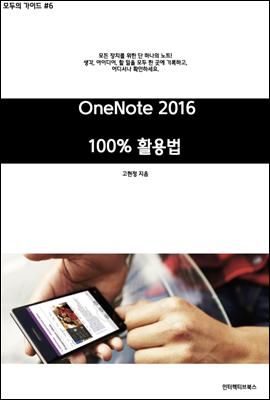 모두의 가이드 #6
모든 장치를 위한 단 하나의 노트!
생각, 아이디어, 할 일을 모두 한 곳에 기록하고,
어디서나 확인하세요.
OneNote 2016
100% 활용법
고현정 지음
인터랙티브북스